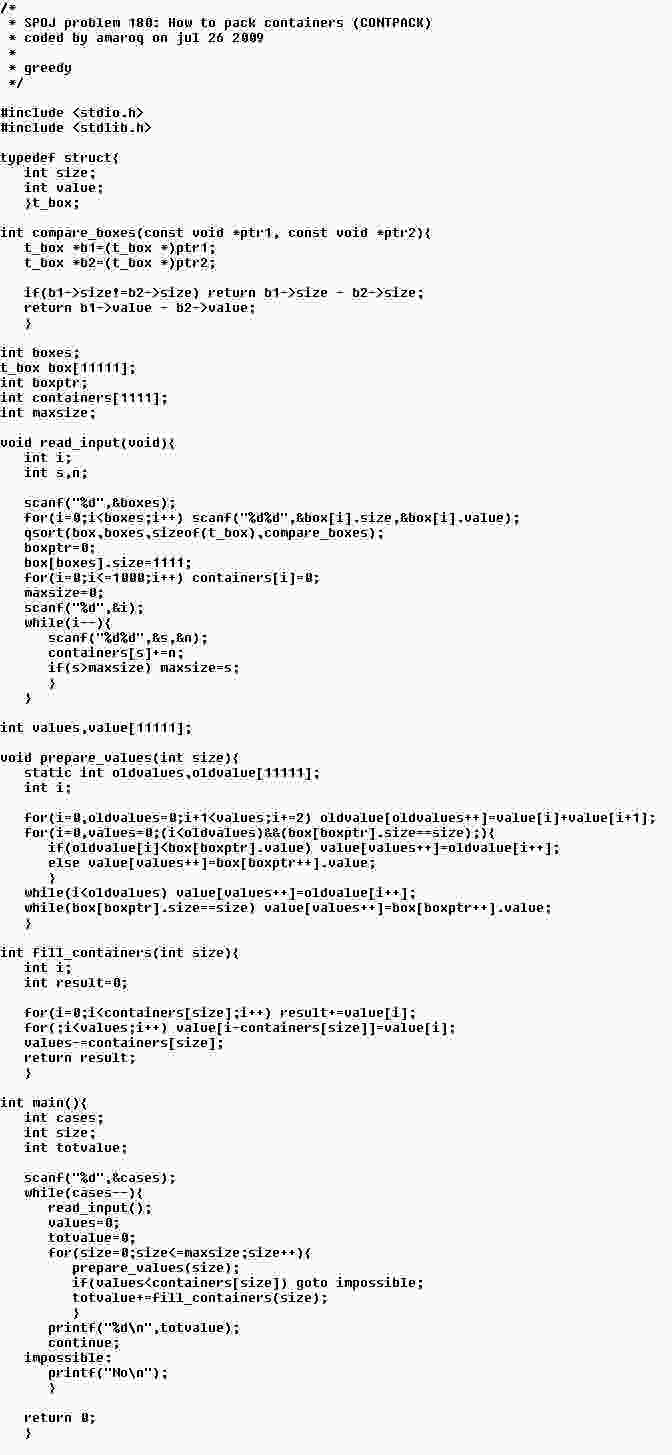 /*
 * SPOJ problem 180: How to pack containers (CONTPACK)
 * coded by amaroq on jul 26 2009
 *
 * greedy
 */

#include <stdio.h>
#include <stdlib.h>

typedef struct{
   int size;
   int value;
   }t_box;

int compare_boxes(const void *ptr1, const void *ptr2){
   t_box *b1=(t_box *)ptr1;
   t_box *b2=(t_box *)ptr2;

   if(b1->size!=b2->size) return b1->size - b2->size;
   return b1->value - b2->value;
   }

int boxes;
t_box box[11111];
int boxptr;
int containers[1111];
int maxsize;

void read_input(void){
   int i;
   int s,n;

   scanf("%d",&boxes);
   for(i=0;i<boxes;i++) scanf("%d%d",&box[i].size,&box[i].value);
   qsort(box,boxes,sizeof(t_box),compare_boxes);
   boxptr=0;
   box[boxes].size=1111;
   for(i=0;i<=1000;i++) containers[i]=0;
   maxsize=0;
   scanf("%d",&i);
   while(i--){
      scanf("%d%d",&s,&n);
      containers[s]+=n;
      if(s>maxsize) maxsize=s;
      }
   }

int values,value[11111];

void prepare_values(int size){
   static int oldvalues,oldvalue[11111];
   int i;

   for(i=0,oldvalues=0;i+1<values;i+=2) oldvalue[oldvalues++]=value[i]+value[i+1];
   for(i=0,values=0;(i<oldvalues)&&(box[boxptr].size==size);){
      if(oldvalue[i]<box[boxptr].value) value[values++]=oldvalue[i++];
      else value[values++]=box[boxptr++].value;
      }
   while(i<oldvalues) value[values++]=oldvalue[i++];
   while(box[boxptr].size==size) value[values++]=box[boxptr++].value;
   }

int fill_containers(int size){
   int i;
   int result=0;

   for(i=0;i<containers[size];i++) result+=value[i];
   for(;i<values;i++) value[i-containers[size]]=value[i];
   values-=containers[size];
   return result;
   }

int main(){
   int cases;
   int size;
   int totvalue;

   scanf("%d",&cases);
   while(cases--){
      read_input();
      values=0;
      totvalue=0;
      for(size=0;size<=maxsize;size++){
         prepare_values(size);
         if(values<containers[size]) goto impossible;
         totvalue+=fill_containers(size);
         }
      printf("%d\n",totvalue);
      continue;
   impossible:
      printf("No\n");
      }

   return 0;
   }